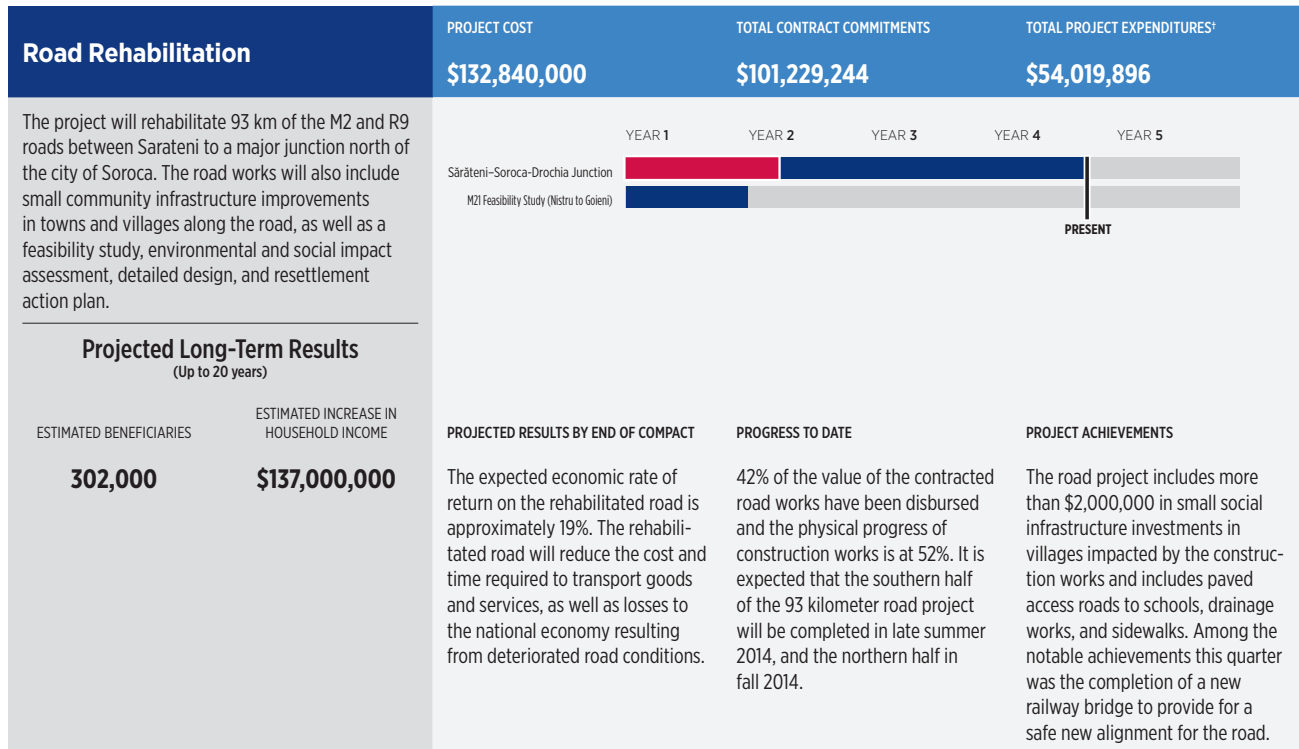 Road Rehabilitation
PROJECT COST
$132,840,000
TOTAL CONTRACT COMMITMENTS
$101,229,244
TOTAL PROJECT EXPENDITURES†
$54,019,896
The project will rehabilitate 93 km of the M2 and R9
roads between Sarateni to a major junction north of
the city of Soroca. The road works will also include
small community infrastructure improvements
in towns and villages along the road, as well as a
feasibility study, environmental and social impact
assessment, detailed design, and resettlement
action plan.
Projected Long-Term Results
(Up to 20 years)
ESTIMATED BENEFICIARIES
302,000
ESTIMATED INCREASE IN
HOUSEHOLD INCOME
$137,000,000
YEAR 1
YEAR 2
YEAR 3
YEAR 4
YEAR 5
Sărăteni–Soroca-Drochia Junction
M21 Feasibility Study (Nistru to Goieni)
PRESENT
PROJECTED RESULTS BY END OF COMPACT
The expected economic rate of
return on the rehabilitated road is
approximately 19%. The rehabili-
tated road will reduce the cost and
time required to transport goods
and services, as well as losses to
the national economy resulting
from deteriorated road conditions.
PROGRESS TO DATE
42% of the value of the contracted
road works have been disbursed
and the physical progress of
construction works is at 52%. It is
expected that the southern half
of the 93 kilometer road project
will be completed in late summer
2014, and the northern half in
fall 2014.
PROJECT ACHIEVEMENTS
The road project includes more
than $2,000,000 in small social
infrastructure investments in
villages impacted by the construc-
tion works and includes paved
access roads to schools, drainage
works, and sidewalks. Among the
notable achievements this quarter
was the completion of a new
railway bridge to provide for a
safe new alignment for the road.